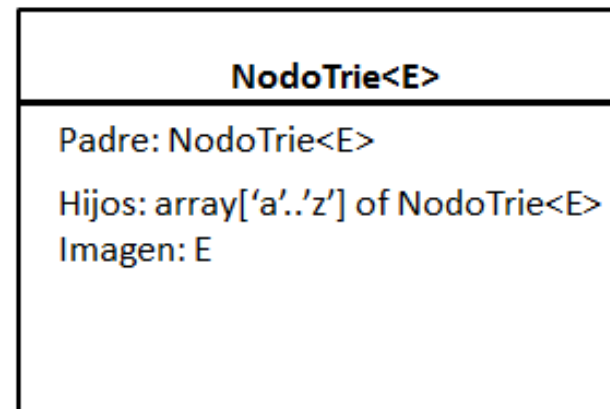 NodoTrie<E>
Padre: NodoTrie<E>
Hijos: array[‘a’..’z’] of NodoTrie<E>
Imagen: E